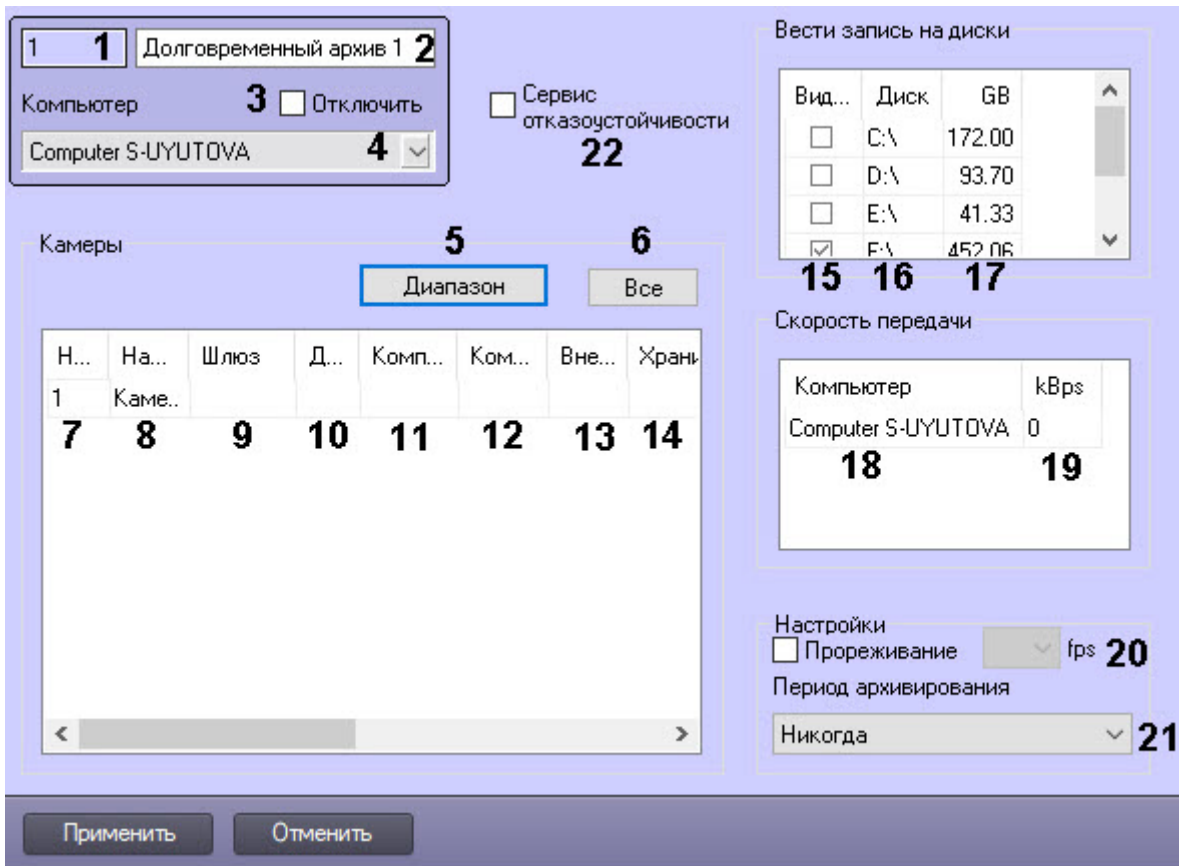 1 1 Долговременный архив 1 2
Компьютер 3 Отключить
Computer S-UYUTOVA 4
Сервис
отказоустойчивости
22
Вести запись на диски
Вид... Диск GB
C:\ 172.00
D:\ 93.70
E:\ 41.33
F:\ 452.06
15 16 17
Камеры
5 6
Диапазон Все
Н... На... Шлюз Д... Комп... Ком... Вне... Храни
1 Каме..
7 8 9 10 11 12 13 14
Скорость передачи
Компьютер kBps
Computer S-UYUTOVA 0
18 19
Настройки
Прореживание fps 20
Период архивирования
Никогда 21
Применить Отменить